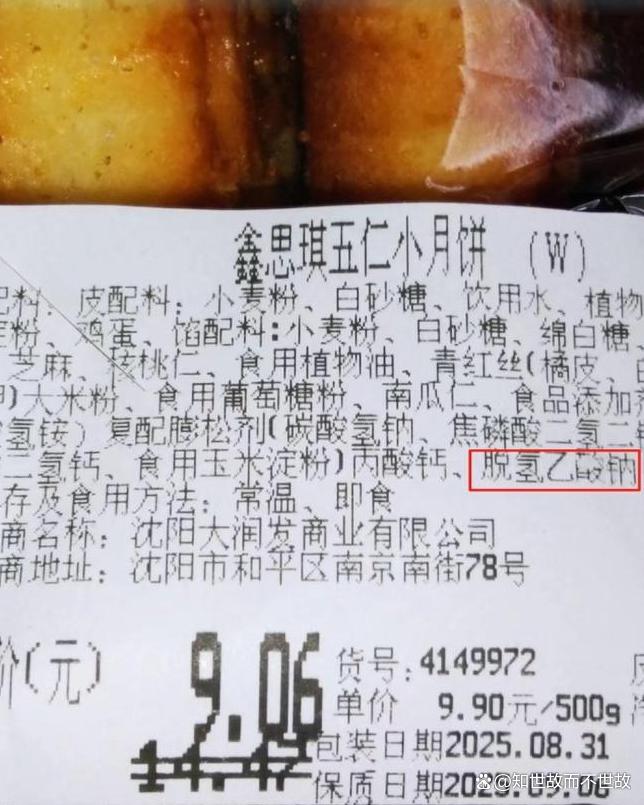 鑫思琪五仁小月饼 (W)
配料: 皮配料: 小麦粉、白砂糖、饮用水、植物
粉、鸡蛋、馅配料:小麦粉、白砂糖、绵白糖、
芝麻、核桃仁、食用植物油、青红丝(橘皮、
)大米粉、食用葡萄糖粉、南瓜仁、食品添加剂
氢铵) 复配膨松剂(碳酸氢钠、焦磷酸二氢二钠
二氢钙、食用玉米淀粉)丙酸钙、脱氢乙酸钠
存及食用方法: 常温、即食
商名称: 沈阳大润发商业有限公司
商地址: 沈阳市和平区南京南街78号
价(元)
9.06
货号:4149972
单价 9.90元/500g
包装日期2025.08.31
保质日期
@知世故而不世故